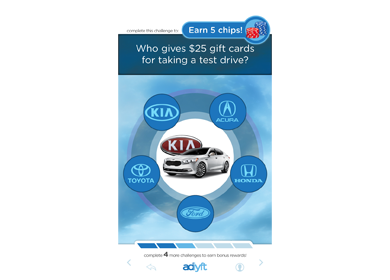 complete this challenge to
Earn 5 chips!
Who gives $25 gift cards
for taking a test drive?
KIA
ACURA
KIA
TOYOTA
HONDA
Ford
complete 4 more challenges to earn bonus rewards!
adlyft